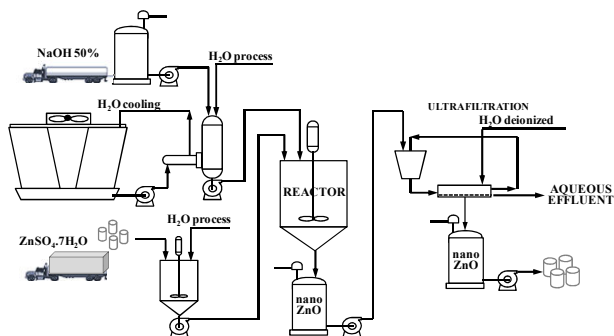 NaOH 50%
H₂O process
H₂O cooling
ULTRAFILTRATION
H₂O deionized
REACTOR
AQUEOUS
EFFLUENT
H₂O process
ZnSO₄.7H₂O
nano
ZnO
nano
ZnO